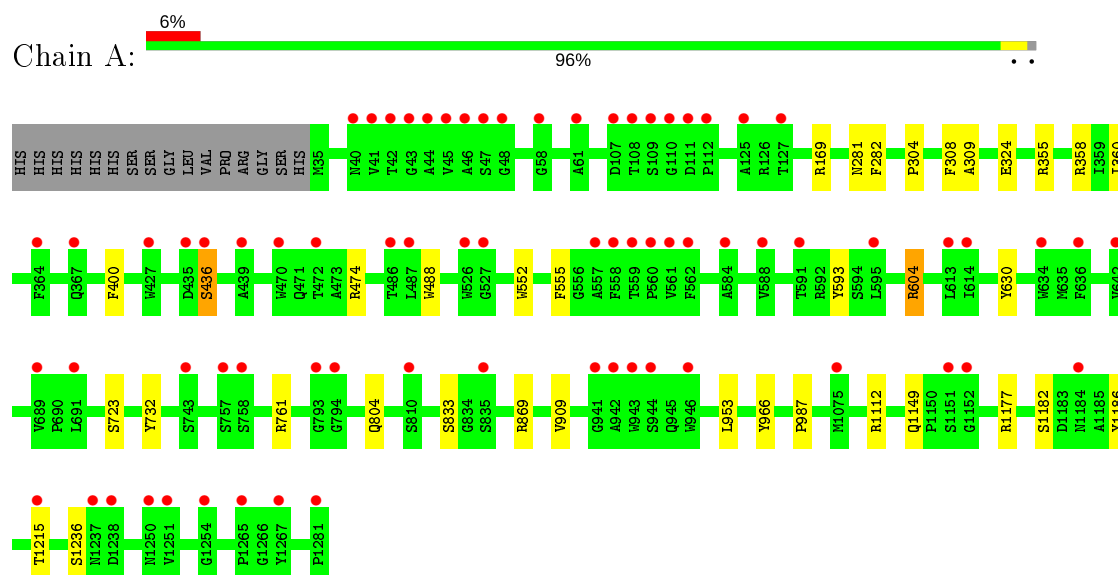 6%
Chain A:
96%
HIS HIS HIS HIS HIS HIS SER SER GLY LEU VAL PRO ARG GLY SER HIS M35 N40 V41 T42 G43 A44 V45 A46 S47 G48 G58 A61 D107 T108 S109 G110 D111 P112 A125 R126 T127 R169 N281 F282 P304 F308 A309 E324 R355 R358 I359
F364 Q367 F400 W427 D435 S436 A439 W470 Q471 T472 A473 R474 T486 L487 W488 W526 G527 W552 F555 G556 A557 F558 T559 P560 V561 F562 A584 V588 T591 R592 Y593 S594 L595 R604 L613 I614 Y630 W634 M635 F636
V689 P690 L691 S723 Y732 S743 S757 S758 R761 G793 G794 Q804 S810 S833 G834 S835 R869 V909 G941 A942 W943 S944 Q945 W946 L953 Y966 P987 M1075 R1112 Q1149 P1150 S1151 G1152 R1177 S1182 D1183 N1184 A1185
T1215 S1236 N1237 D1238 N1250 V1251 G1254 P1265 G1266 Y1267 P1281